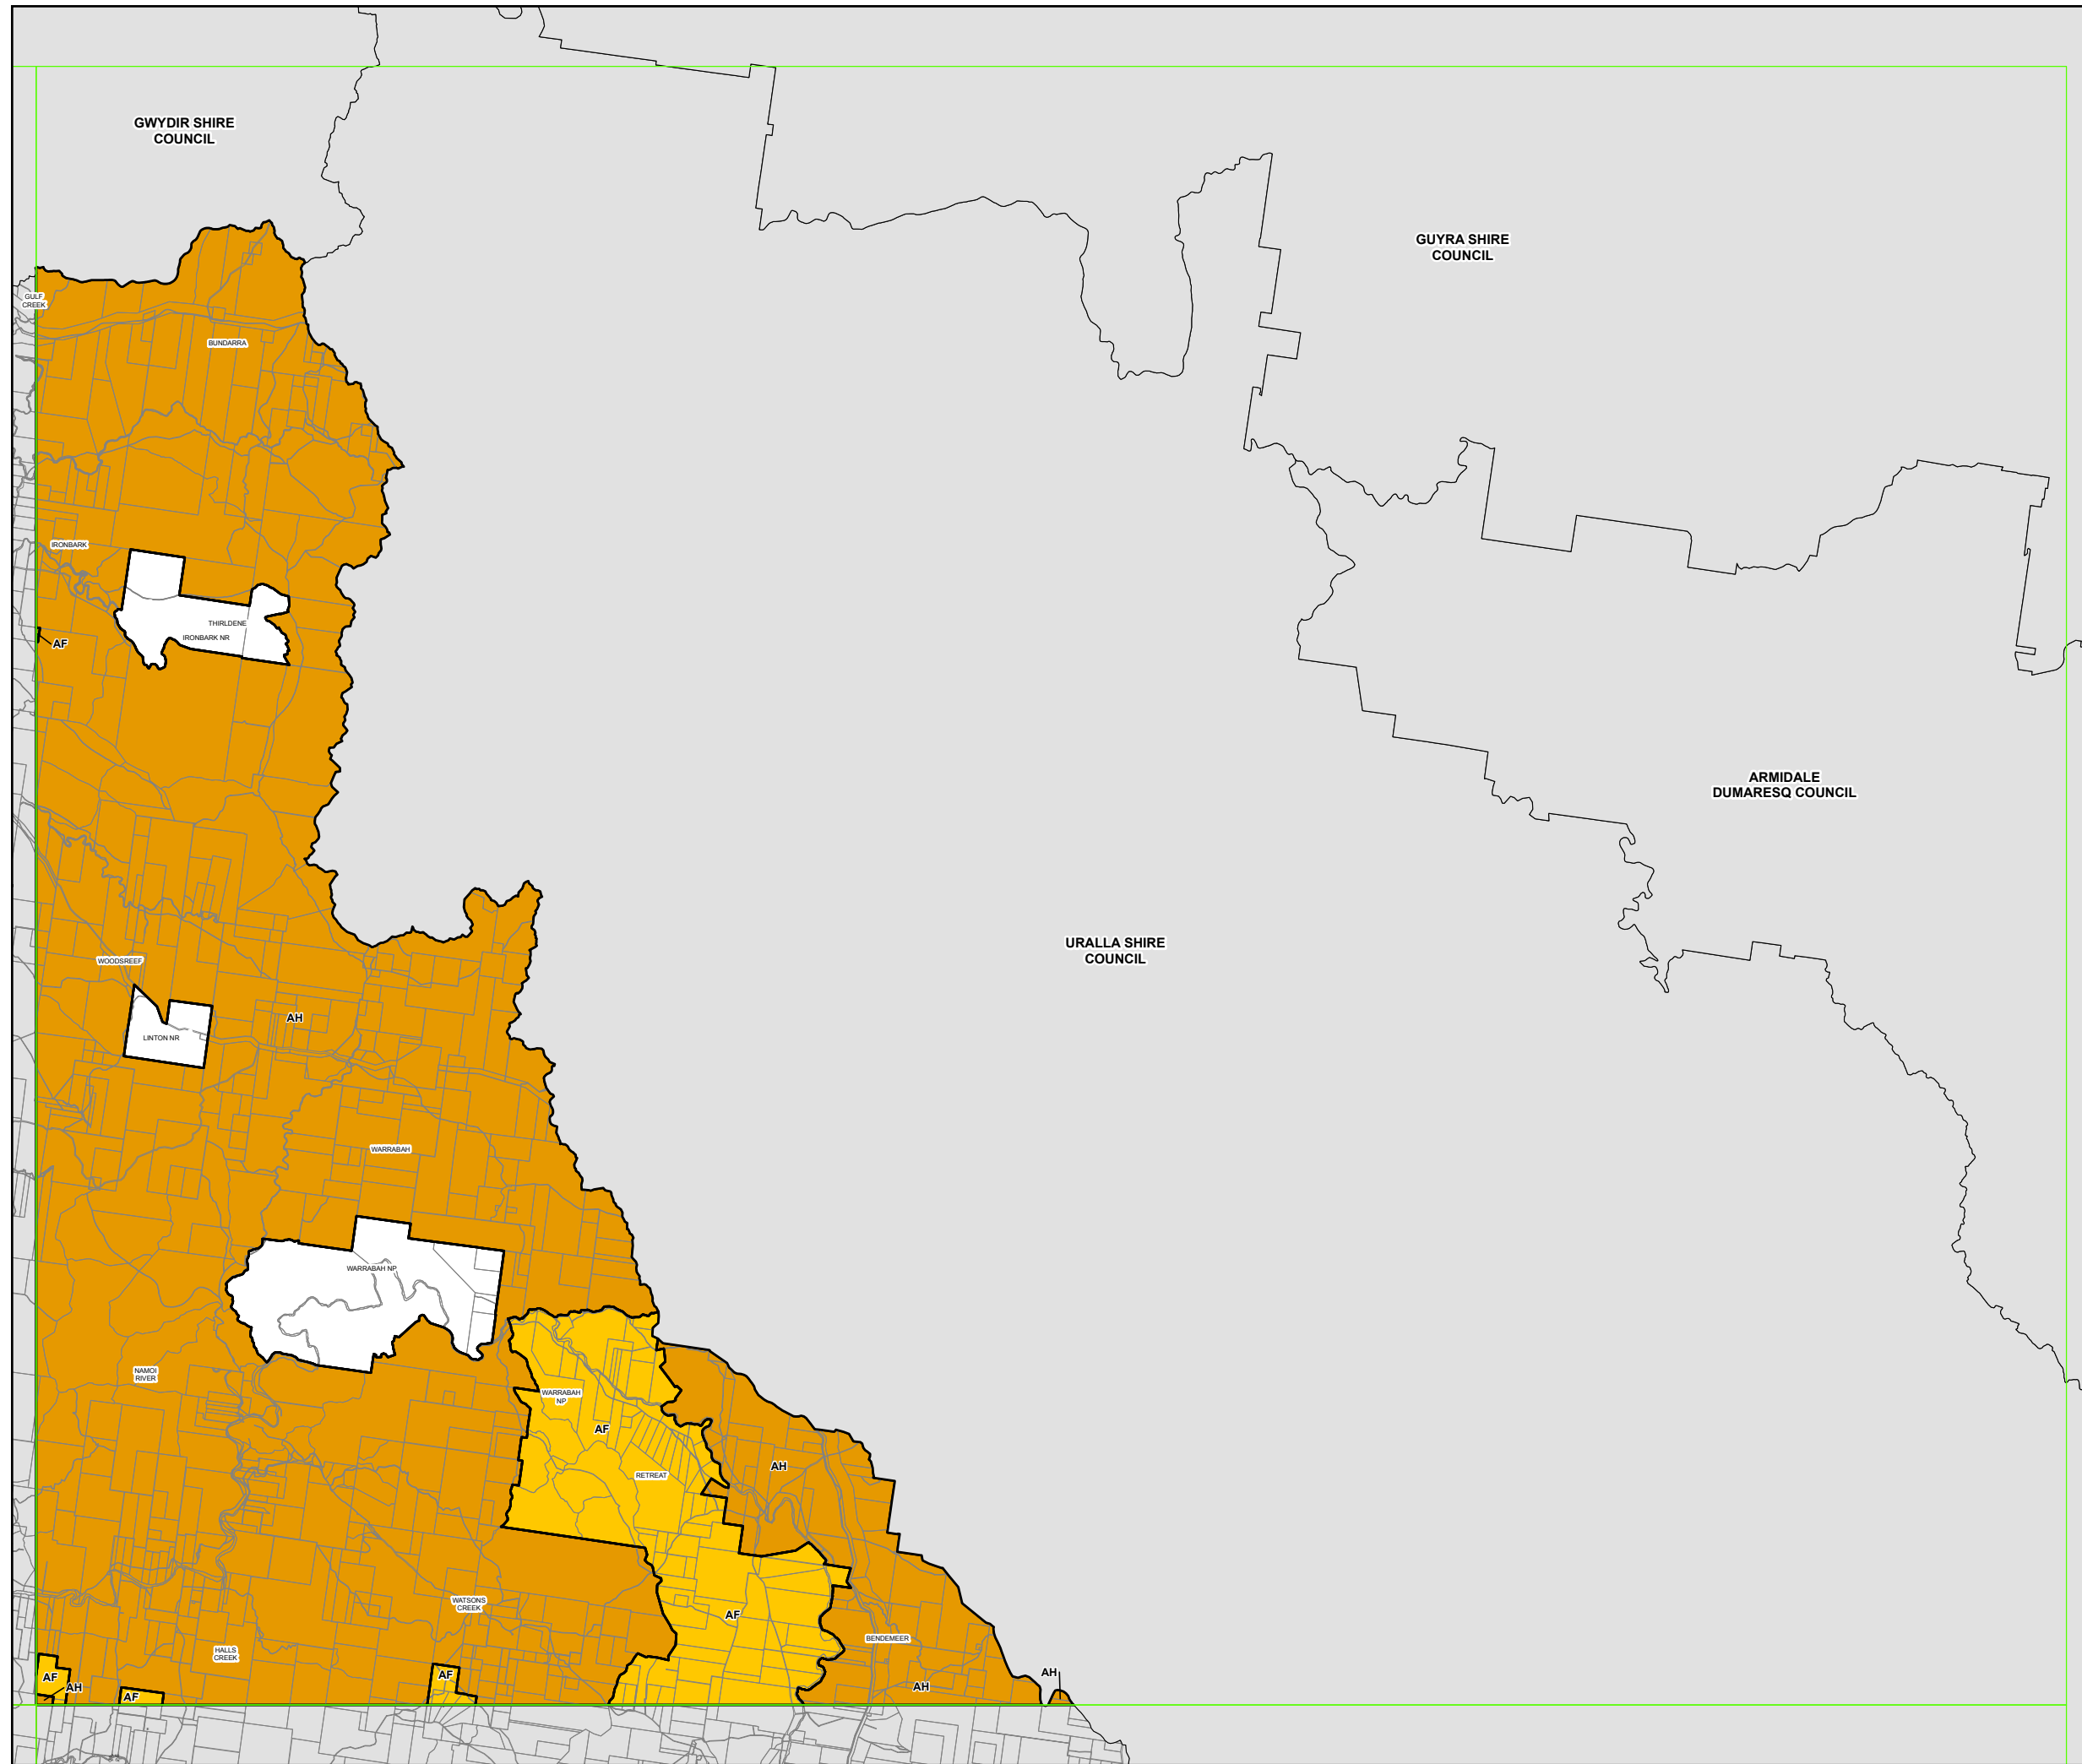 GWYDIR SHIRE
COUNCIL
GUYRA SHIRE
COUNCIL
GULF
CREEK
BUNDARRA
IRONBARK
THIRLDENE
IRONBARK NR
AF
ARMIDALE
DUMARESQ COUNCIL
URALLA SHIRE
COUNCIL
WOODSREEF
AH
LINTON NR
WARRABAH
WARRABAH NP
NAMOI
RIVER
WARRABAH
NP
AF
AH
RETREAT
WATSONS
CREEK
AF
BENDEMEER
HALLS
CREEK
AF
AH
AF
AF
AH
AH